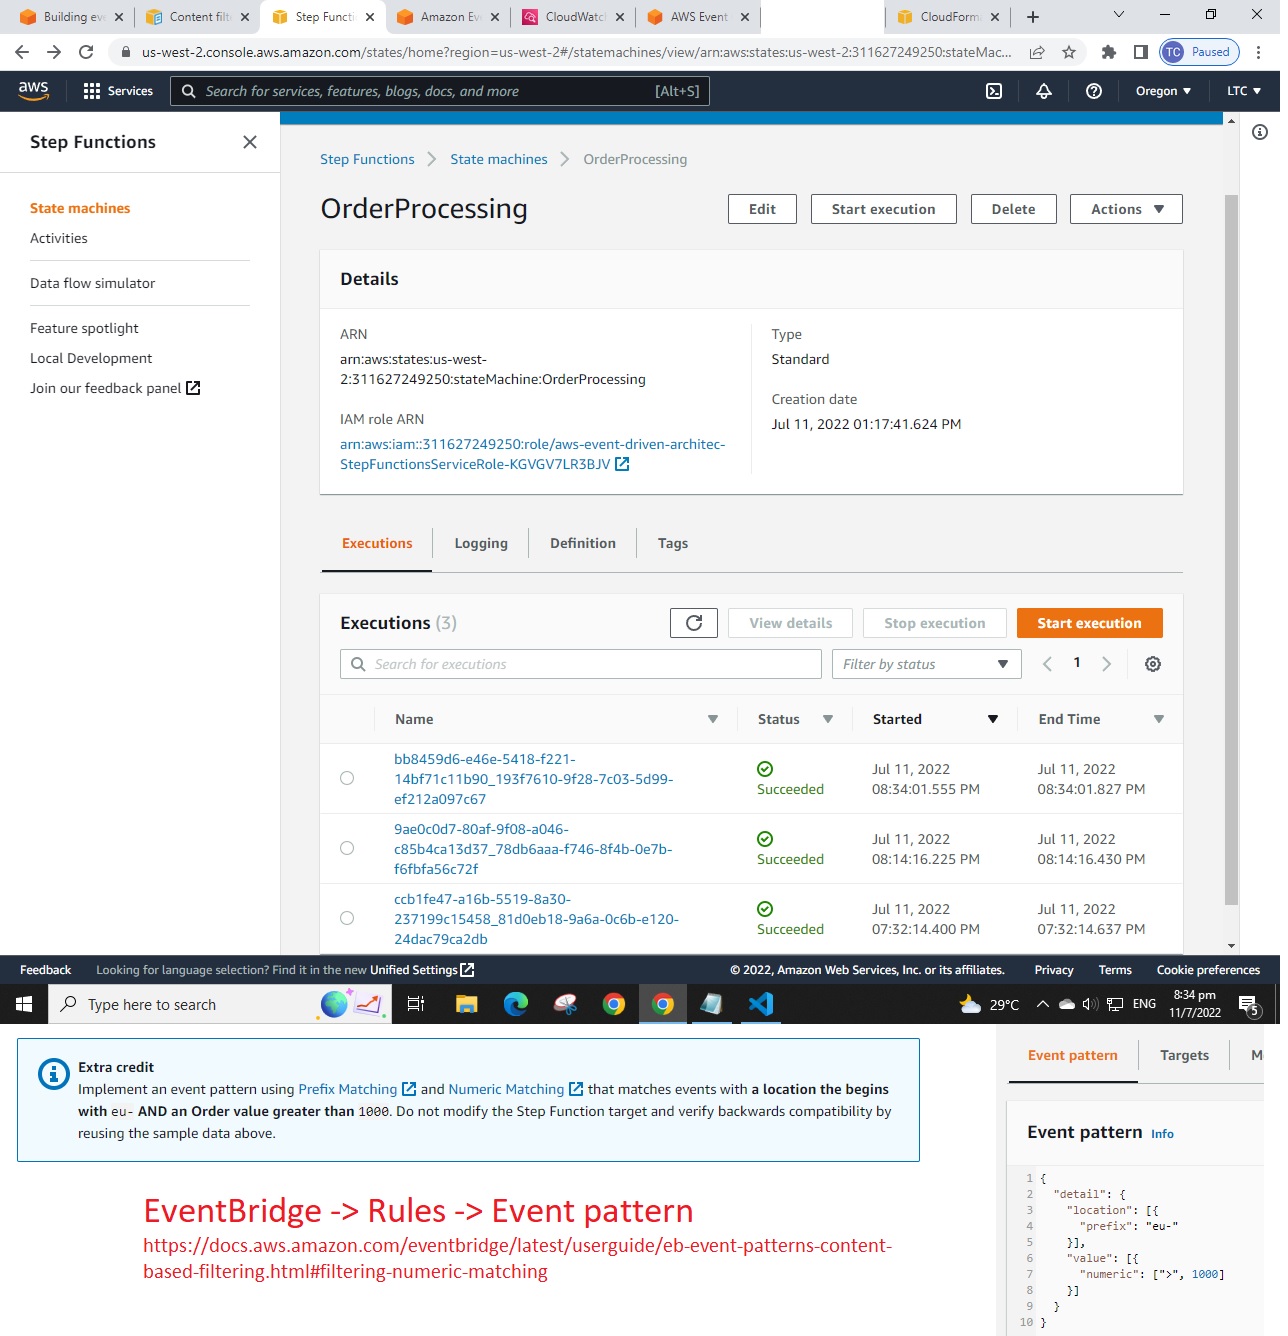 Building eve
Content filt
Step Functi
Amazon Eve
CloudWatc
AWS Event
CloudForm
us-west-2.console.aws.amazon.com/states/home?region=us-west-2#/statemachines/view/arn:aws:states:us-west-2:311627249250:stateMac...
TC Paused
aws
Services
Search for services, features, blogs, docs, and more [Alt+S]
Oregon
LTC
Step Functions
State machines
Activities
Data flow simulator
Feature spotlight
Local Development
Join our feedback panel
Step Functions > State machines > OrderProcessing
OrderProcessing
Edit
Start execution
Delete
Actions
Details
ARN
arn:aws:states:us-west-
2:311627249250:stateMachine:OrderProcessing
IAM role ARN
arn:aws:iam::311627249250:role/aws-event-driven-architec-
StepFunctionsServiceRole-KGVGV7LR3BJV
Type
Standard
Creation date
Jul 11, 2022 01:17:41.624 PM
Executions
Logging
Definition
Tags
Executions (3)
View details
Stop execution
Start execution
Search for executions
Filter by status
1
Name
Status
Started
End Time
bb8459d6-e46e-5418-f221-
14bf71c11b90_193f7610-9f28-7c03-5d99-
ef212a097c67
Succeeded
Jul 11, 2022
08:34:01.555 PM
Jul 11, 2022
08:34:01.827 PM
9ae0c0d7-80af-9f08-a046-
c85b4ca13d37_78db6aaa-f746-8f4b-0e7b-
f6fbfa56c72f
Succeeded
Jul 11, 2022
08:14:16.225 PM
Jul 11, 2022
08:14:16.430 PM
ccb1fe47-a16b-5519-8a30-
237199c15458_81d0eb18-9a6a-0c6b-e120-
24dac79ca2db
Succeeded
Jul 11, 2022
07:32:14.400 PM
Jul 11, 2022
07:32:14.637 PM
Feedback
Looking for language selection? Find it in the new Unified Settings
© 2022, Amazon Web Services, Inc. or its affiliates.
Privacy
Terms
Cookie preferences
Type here to search
29°C
ENG
8:34 pm
11/7/2022
5
Extra credit
Implement an event pattern using Prefix Matching and Numeric Matching that matches events with a location the begins
with eu- AND an Order value greater than 1000. Do not modify the Step Function target and verify backwards compatibility by
reusing the sample data above.
EventBridge -> Rules -> Event pattern
https://docs.aws.amazon.com/eventbridge/latest/userguide/eb-event-patterns-content-
based-filtering.html#filtering-numeric-matching
Event pattern
Targets
M
Event pattern Info
1 {
2 "detail": {
3 "location": [{
4 "prefix": "eu-"
5 }],
6 "value": [{
7 "numeric": [">", 1000]
8 }]
9 }
10 }